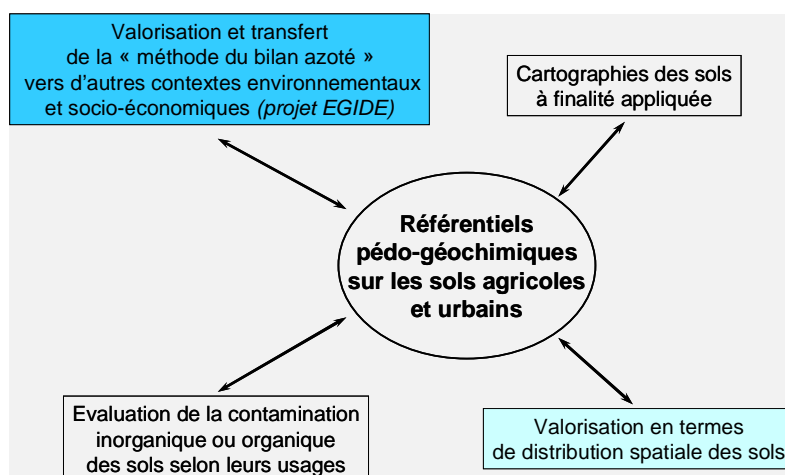 Valorisation et transfert
de la « méthode du bilan azoté »
vers d'autres contextes environnementaux
et socio-économiques (projet EGIDE)
Cartographies des sols
à finalité appliquée
Référentiels
pédo-géochimiques
sur les sols agricoles
et urbains
Evaluation de la contamination
inorganique ou organique
des sols selon leurs usages
Valorisation en termes
de distribution spatiale des sols